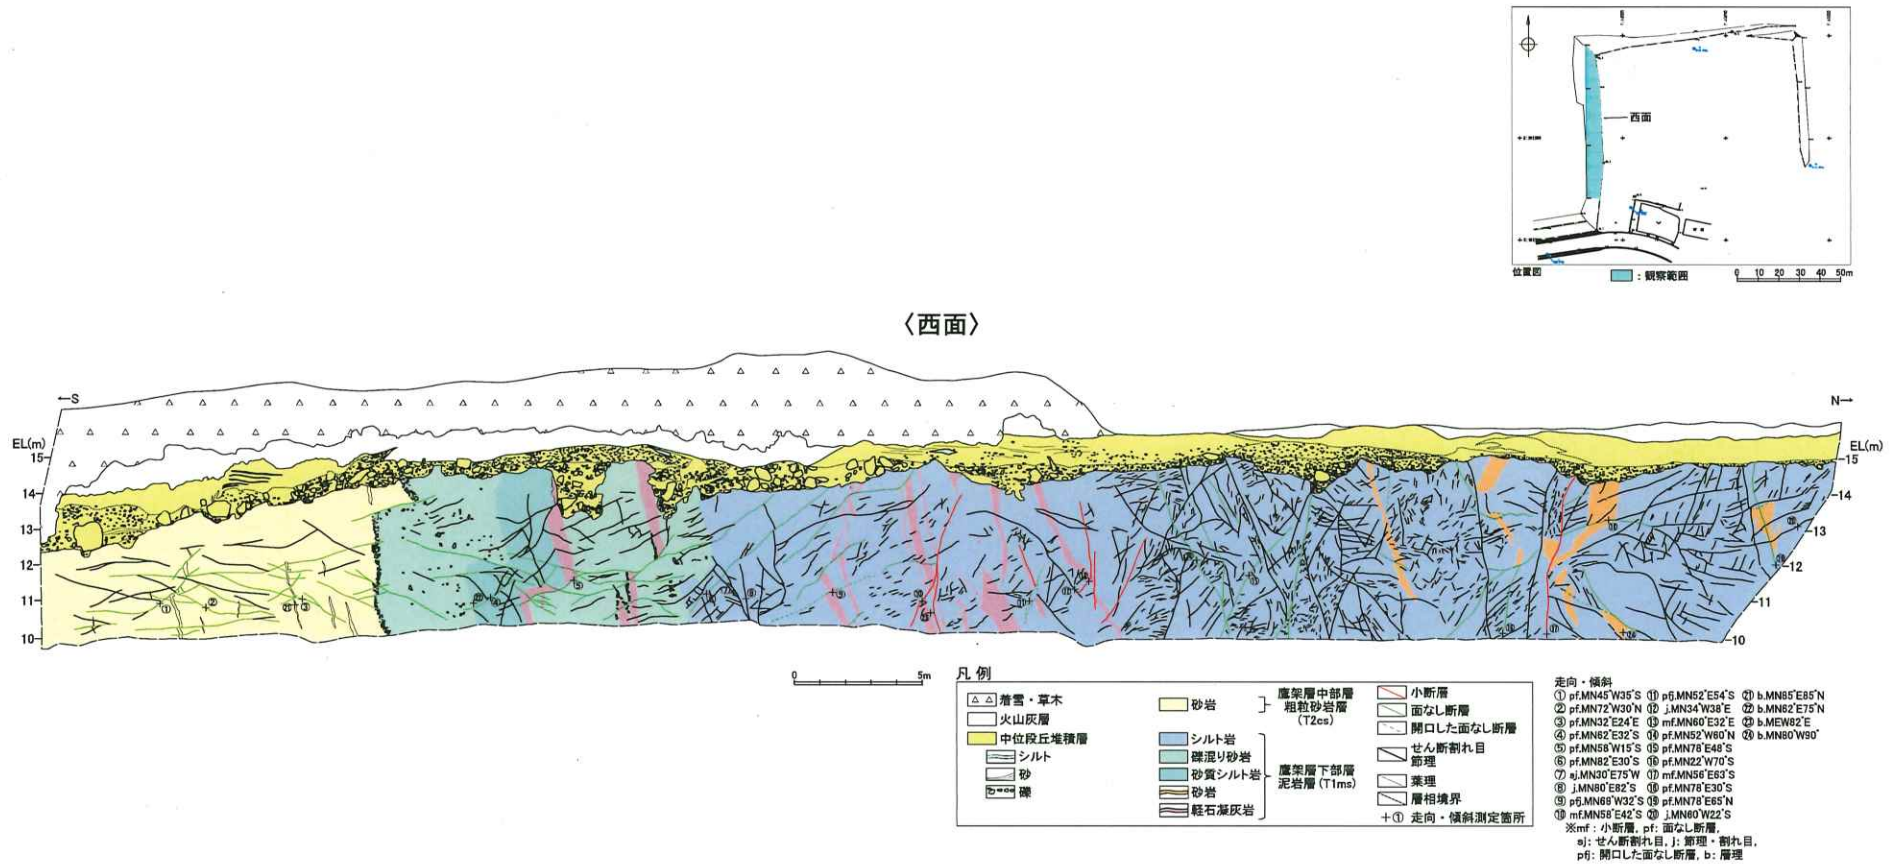 西面
位置図
：観察範囲
0 10 20 30 40 50m
〈西面〉
←S
N→
EL(m)
15
14
13
12
11
10
EL(m)
15
14
13
12
11
10
0 5m
凡 例
△ △ 着雪・草木
火山灰層
中位段丘堆積層
シルト
砂
礫
砂岩
鷹架層中部層
粗粒砂岩層
(T2cs)
シルト岩
礫混り砂岩
砂質シルト岩
砂岩
軽石凝灰岩
鷹架層下部層
泥岩層(T1ms)
小断層
面なし断層
開口した面なし断層
せん断割れ目
節理
葉理
層相境界
+① 走向・傾斜測定箇所
走向・傾斜
① pf.MN45°W35°S ⑪ pfj.MN52°E54°S ㉑ b.MN85°E85°N
② pf.MN72°W30°N ⑫ j.MN34°W38°E ㉒ b.MN62°E75°N
③ pf.MN32°E24°E ⑬ mf.MN60°E32°E ㉓ b.MEW82°E
④ pf.MN62°E32°S ⑭ pf.MN52°W60°N ㉔ b.MN80°W90°
⑤ pf.MN58°W15°S ⑮ pf.MN78°E48°S
⑥ pf.MN82°E30°S ⑯ pf.MN22°W70°S
⑦ sj.MN30°E75°W ⑰ mf.MN56°E63°S
⑧ j.MN80°E82°S ⑱ pf.MN78°E30°S
⑨ pfj.MN68°W32°S ⑲ pf.MN78°E65°N
⑩ mf.MN58°E42°S ⑳ j.MN60°W22°S
※mf：小断層, pf：面なし断層,
sj：せん断割れ目, j：節理・割れ目,
pfj：開口した面なし断層, b：層理